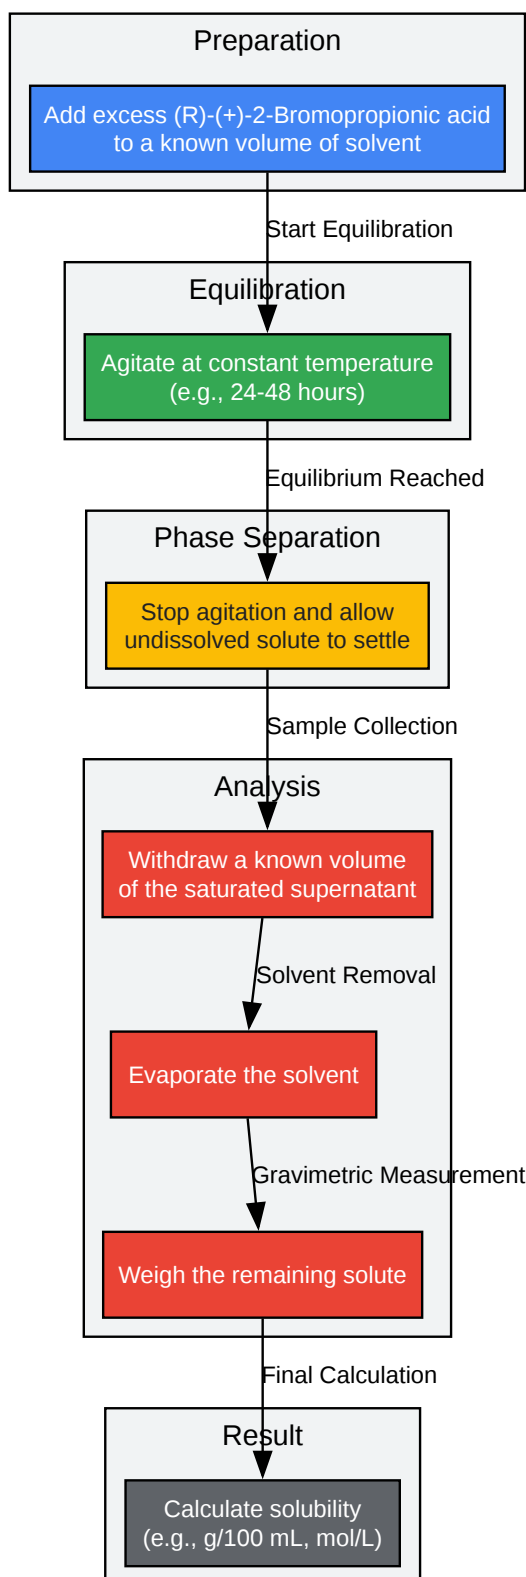 Preparation
Add excess (R)-(+)-2-Bromopropionic acid
to a known volume of solvent
Start Equilibration
Equilibration
Agitate at constant temperature
(e.g., 24-48 hours)
Equilibrium Reached
Phase Separation
Stop agitation and allow
undissolved solute to settle
Sample Collection
Analysis
Withdraw a known volume
of the saturated supernatant
Solvent Removal
Evaporate the solvent
Gravimetric Measurement
Weigh the remaining solute
Final Calculation
Result
Calculate solubility
(e.g., g/100 mL, mol/L)